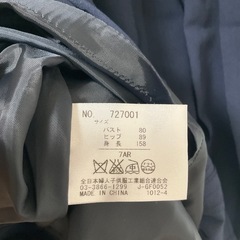 NO. 727001
サイズ
バスト 80
ヒップ 89
身長 158
7AR
全日本婦人子供服工業組合連合会
03-3866-1299 J-GF0052
MADE IN CHINA 1012-4